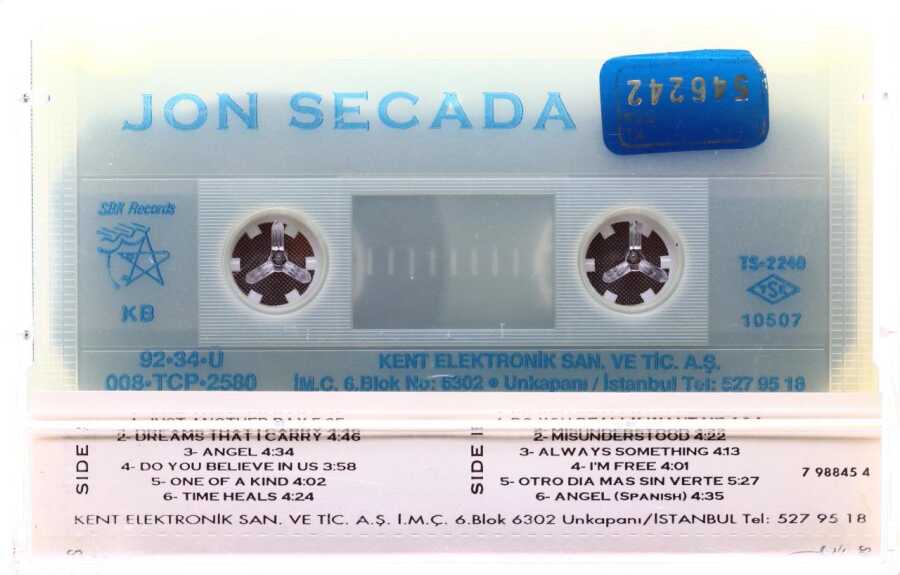 JON SECADA
546242
SBK Records
KB
TS-2240
TSE
10507
92•34•Ü
008•TCP•2580
KENT ELEKTRONİK SAN. VE TİC. A.Ş.
İM.Ç. 6.Blok No: 6302 • Unkapanı / İstanbul Tel: 527 95 18
SIDE
2- DREAMS THAT I CARRY 4:46
3- ANGEL 4:34
4- DO YOU BELIEVE IN US 3:58
5- ONE OF A KIND 4:02
6- TIME HEALS 4:24
SIDE
2- MISUNDERSTOOD 4:22
3- ALWAYS SOMETHING 4:13
4- I'M FREE 4:01
5- OTRO DIA MAS SIN VERTE 5:27
6- ANGEL (SPANISH) 4:35
7 98845 4
KENT ELEKTRONİK SAN. VE TİC. A.Ş. İ.M.Ç. 6.Blok 6302 Unkapanı/İSTANBUL Tel: 527 95 18